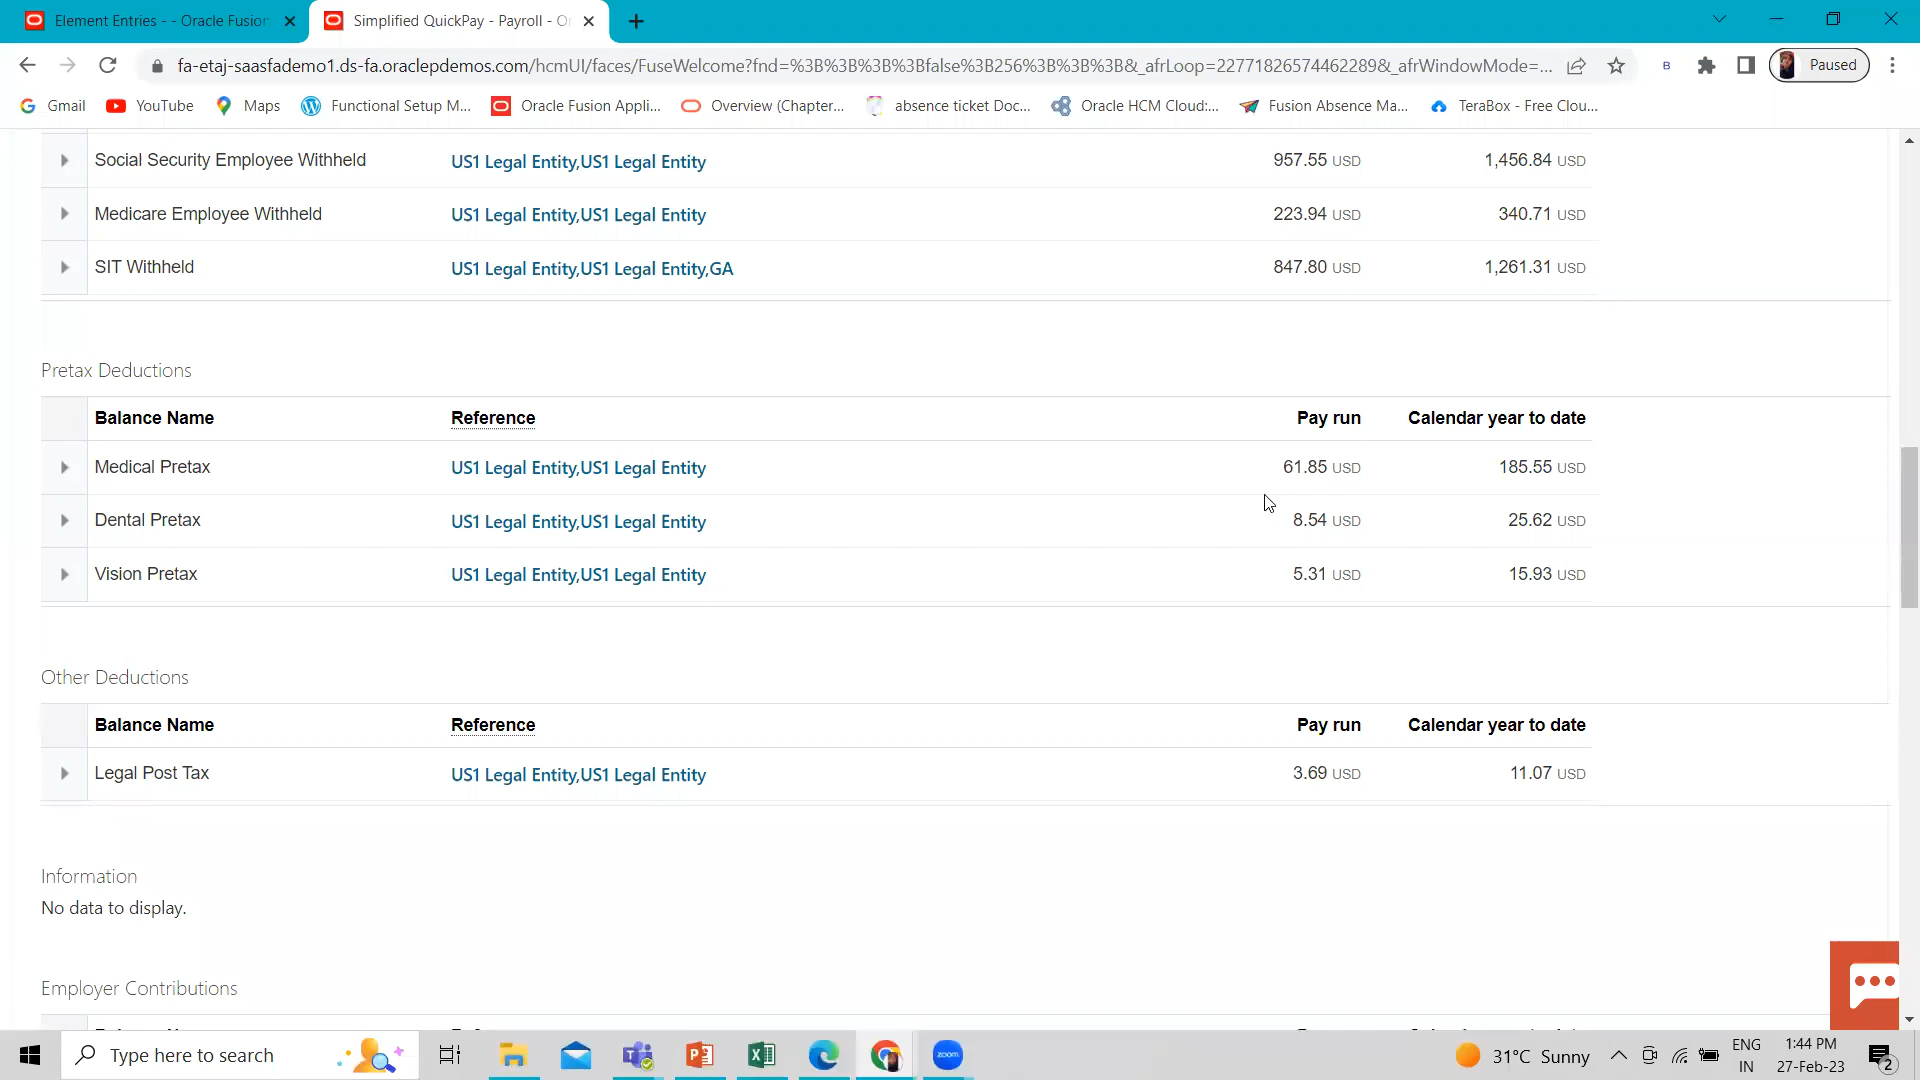 Element Entries - - Oracle Fusion
Simplified QuickPay - Payroll - Or
fa-etaj-saasfademo1.ds-fa.oraclepdemos.com/hcmUI/faces/FuseWelcome?fnd=%3B%3B%3B%3Bfalse%3B256%3B%3B%3B&_afrLoop=22771826574462289&_afrWindowMode=...
Paused
Gmail YouTube Maps Functional Setup M... Oracle Fusion Appli... Overview (Chapter... absence ticket Doc... Oracle HCM Cloud:... Fusion Absence Ma... TeraBox - Free Clou...
Social Security Employee Withheld US1 Legal Entity,US1 Legal Entity 957.55 USD 1,456.84 USD
Medicare Employee Withheld US1 Legal Entity,US1 Legal Entity 223.94 USD 340.71 USD
SIT Withheld US1 Legal Entity,US1 Legal Entity,GA 847.80 USD 1,261.31 USD
Pretax Deductions
Balance Name Reference Pay run Calendar year to date
Medical Pretax US1 Legal Entity,US1 Legal Entity 61.85 USD 185.55 USD
Dental Pretax US1 Legal Entity,US1 Legal Entity 8.54 USD 25.62 USD
Vision Pretax US1 Legal Entity,US1 Legal Entity 5.31 USD 15.93 USD
Other Deductions
Balance Name Reference Pay run Calendar year to date
Legal Post Tax US1 Legal Entity,US1 Legal Entity 3.69 USD 11.07 USD
Information
No data to display.
Employer Contributions
Type here to search
zoom
31°C Sunny
ENG
IN
1:44 PM
27-Feb-23
2